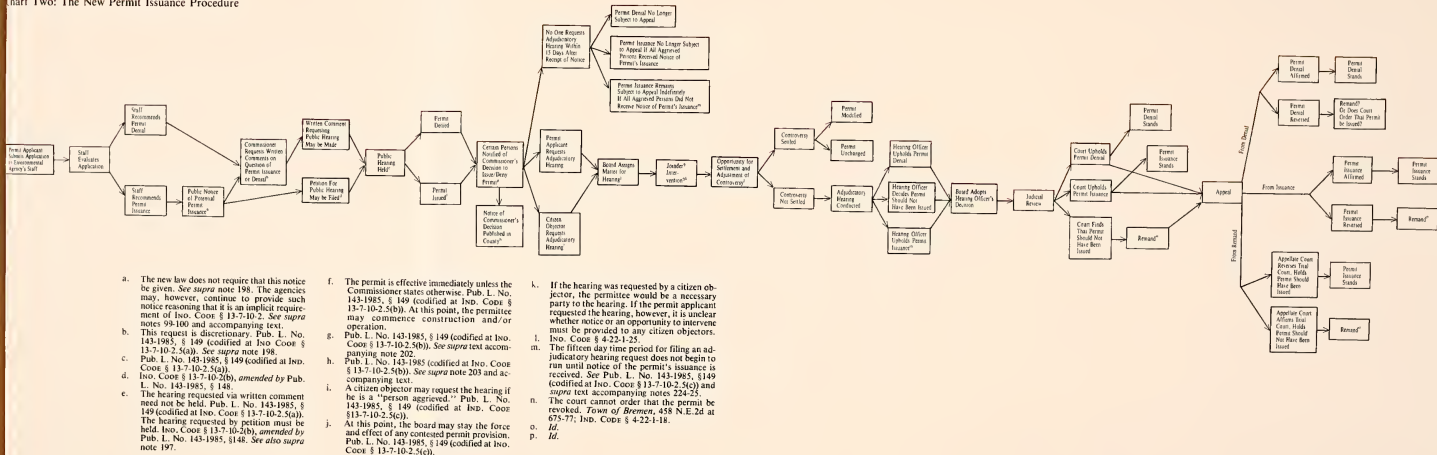 hart Two: The New Permit Issuance Procedure
Permit Applicant
Submits Application
to Environmental
Agency's Staff
Staff
Evaluates
Application
Staff
Recommends
Permit
Denial
Staff
Recommends
Permit
Issuance
Public Notice
of Potential
Permit
Issuance
Commissioner
Requests Written
Comments on
Question of
Permit Issuance
or Denial
Written Comment
Requesting
Public Hearing
May be Made
Petition For
Public Hearing
May be Filed
Public
Hearing
Held
Permit
Denied
Permit
Issued
Certain Persons
Notified of
Commissioner's
Decision to
Issue/Deny
Permit
Notice of
Commissioner's
Decision
Published in
County
No One Requests
Adjudicatory
Hearing Within
15 Days After
Receipt of Notice
Permit Denial No Longer
Subject to Appeal
Permit Issuance No Longer Subject
to Appeal If All Aggrieved
Persons Received Notice of
Permit's Issuance
Permit Issuance Remains
Subject to Appeal Indefinitely
If All Aggrieved Persons Did Not
Receive Notice of Permit's Issuance
Permit
Applicant
Requests
Adjudicatory
Hearing
Citizen
Objector
Requests
Adjudicatory
Hearing
Board Assigns
Matter for
Hearing
Joinder
Inter-
vention
Opportunity for
Settlement and
Adjustment of
Controversy
Controversy
Settled
Controversy
Not Settled
Permit
Modified
Permit
Unchanged
Adjudicatory
Hearing
Conducted
Hearing Officer
Upholds Permit
Denial
Hearing Officer
Decides Permit
Should Not
Have Been Issued
Hearing Officer
Upholds Permit
Issuance
Board Adopts
Hearing Officer's
Decision
Judicial
Review
Court Upholds
Permit Denial
Court Upholds
Permit Issuance
Court Finds
That Permit
Should Not
Have Been
Issued
Permit
Denial
Stands
Permit
Issuance
Stands
Remand
Appeal
From Denial
From Issuance
From Remand
Permit
Denial
Affirmed
Permit
Denial
Stands
Permit
Denial
Reversed
Remand?
Or Does Court
Order That Permit
be Issued?
Permit
Issuance
Affirmed
Permit
Issuance
Stands
Permit
Issuance
Reversed
Remand
Appellate Court
Reverses Trial
Court, Holds
Permit Should
Have Been
Issued
Permit
Issuance
Stands
Appellate Court
Affirms Trial
Court, Holds
Permit Should
Not Have Been
Issued
Remand
a. The new law does not require that this notice
be given. See supra note 198. The agencies
may, however, continue to provide such
notice reasoning that it is an implicit require-
ment of IND. CODE § 13-7-10-2. See supra
notes 99-100 and accompanying text.
b. This request is discretionary. Pub. L. No.
143-1985, § 149 (codified at IND. CODE §
13-7-10-2.5(a)). See supra note 198.
c. Pub. L. No. 143-1985, § 149 (codified at IND.
CODE § 13-7-10-2.5(a)).
d. IND. CODE § 13-7-10-2(b), amended by Pub.
L. No. 143-1985, § 148.
e. The hearing requested via written comment
need not be held. Pub. L. No. 143-1985, §
149 (codified at IND. CODE § 13-7-10-2.5(a)).
The hearing requested by petition must be
held. IND. CODE § 13-7-10-2(b), amended by
Pub. L. No. 143-1985, §148. See also supra
note 197.
f. The permit is effective immediately unless the
Commissioner states otherwise. Pub. L. No.
143-1985, § 149 (codified at IND. CODE §
13-7-10-2.5(b)). At this point, the permittee
may commence construction and/or
operation.
g. Pub. L. No. 143-1985, § 149 (codified at IND.
CODE § 13-7-10-2.5(b)). See supra text accom-
panying note 202.
h. Pub. L. No. 143-1985 (codified at IND. CODE
§ 13-7-10-2.5(b)). See supra note 203 and ac-
companying text.
i. A citizen objector may request the hearing if
he is a "person aggrieved." Pub. L. No.
143-1985, § 149 (codified at IND. CODE
§13-7-10-2.5(c)).
j. At this point, the board may stay the force
and effect of any contested permit provision.
Pub. L. No. 143-1985, § 149 (codified at IND.
CODE § 13-7-10-2.5(c)).
k. If the hearing was requested by a citizen ob-
jector, the permittee would be a necessary
party to the hearing. If the permit applicant
requested the hearing, however, it is unclear
whether notice or an opportunity to intervene
must be provided to any citizen objectors.
l. IND. CODE § 4-22-1-25.
m. The fifteen day time period for filing an ad-
judicatory hearing request does not begin to
run until notice of the permit's issuance is
received. See Pub. L. No. 143-1985, §149
(codified at IND. CODE § 13-7-10-2.5(c)) and
supra text accompanying notes 224-25.
n. The court cannot order that the permit be
revoked. Town of Bremen, 458 N.E.2d at
675-77; IND. CODE § 4-22-1-18.
o. Id.
p. Id.